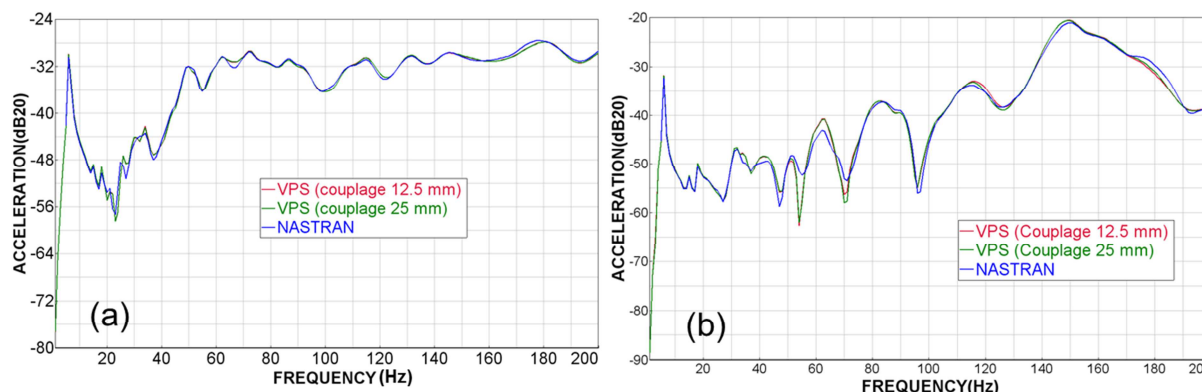 -24
-32
-40
-48
-56
-64
-72
-80
ACCELERATION(dB20)
VPS (couplage 12.5 mm)
VPS (couplage 25 mm)
NASTRAN
(a)
20 40 60 80 100 120 140 160 180 200
FREQUENCY (Hz)
-20
-30
-40
-50
-60
-70
-80
-90
ACCELERATION(dB20)
VPS (Couplage 12.5 mm)
VPS (Couplage 25 mm)
NASTRAN
(b)
20 40 60 80 100 120 140 160 180 200
FREQUENCY(Hz)